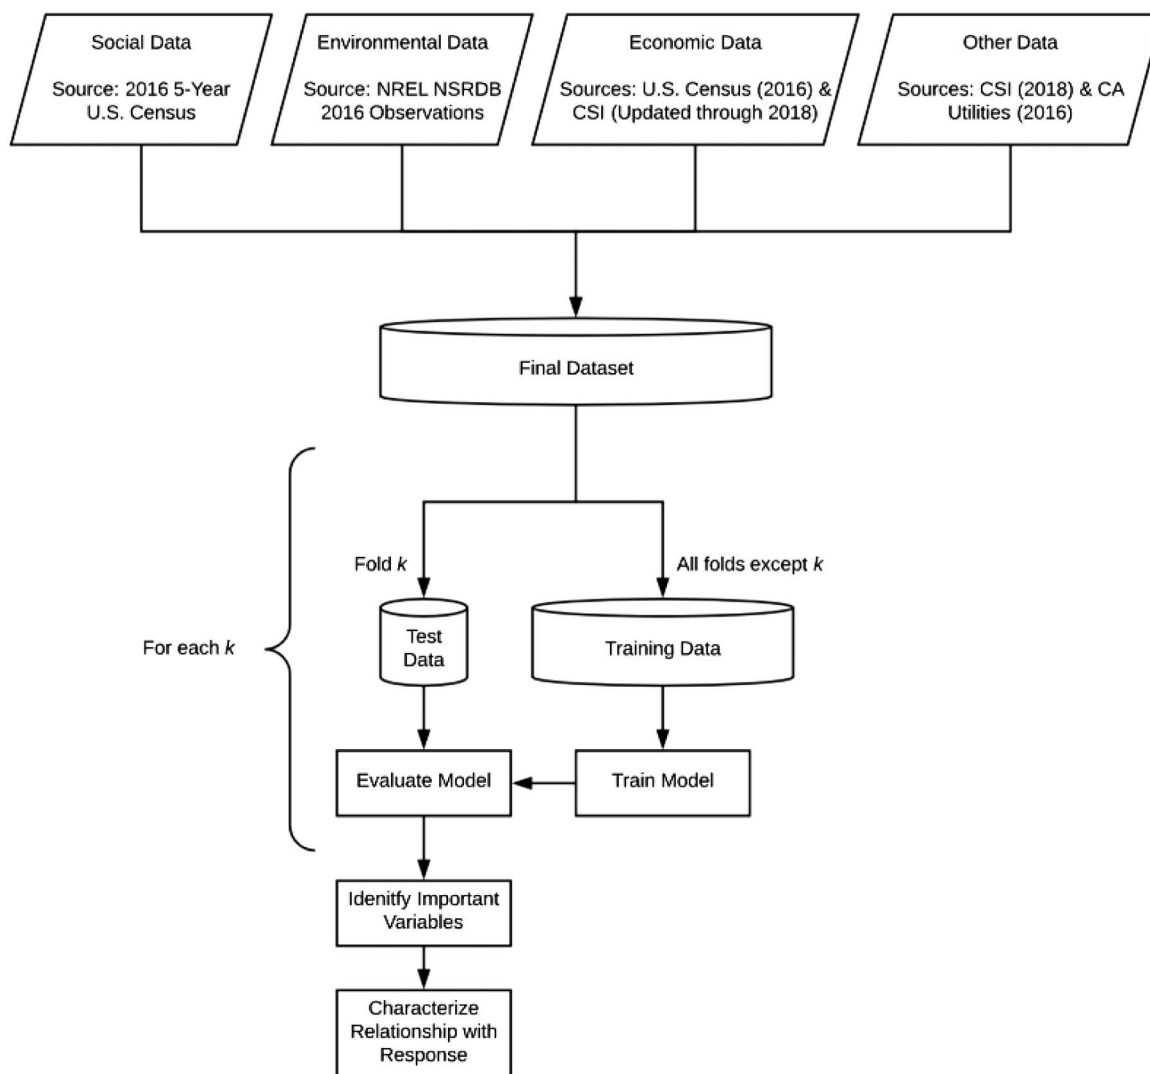 Social Data
Source: 2016 5-Year
U.S. Census
Environmental Data
Source: NREL NSRDB
2016 Observations
Economic Data
Sources: U.S. Census (2016) &
CSI (Updated through 2018)
Other Data
Sources: CSI (2018) & CA
Utilities (2016)
Final Dataset
For each k
Fold k
All folds except k
Test
Data
Training Data
Evaluate Model
Train Model
Idenitfy Important
Variables
Characterize
Relationship with
Response